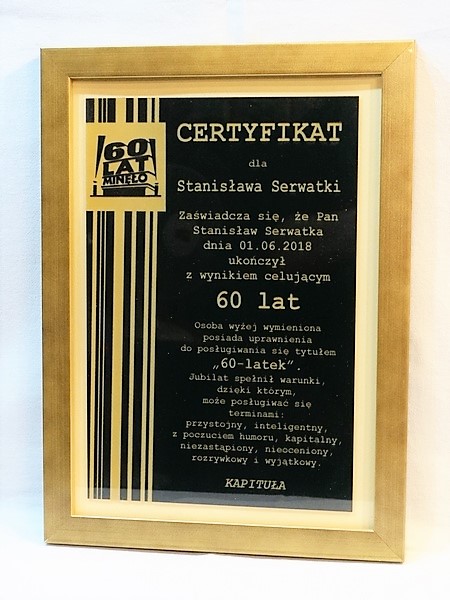 60
LAT
MINĘŁO
CERTYFIKAT
dla
Stanisława Serwatki
Zaświadcza się, że Pan
Stanisław Serwatka
dnia 01.06.2018
ukończył
z wynikiem celującym
60 lat
Osoba wyżej wymieniona
posiada uprawnienia
do posługiwania się tytułem
„60-latek".
Jubilat spełnił warunki,
dzięki którym,
może posługiwać się
terminami:
przystojny, inteligentny,
z poczuciem humoru, kapitalny,
niezastąpiony, nieoceniony,
rozrywkowy i wyjątkowy.
KAPITUŁA